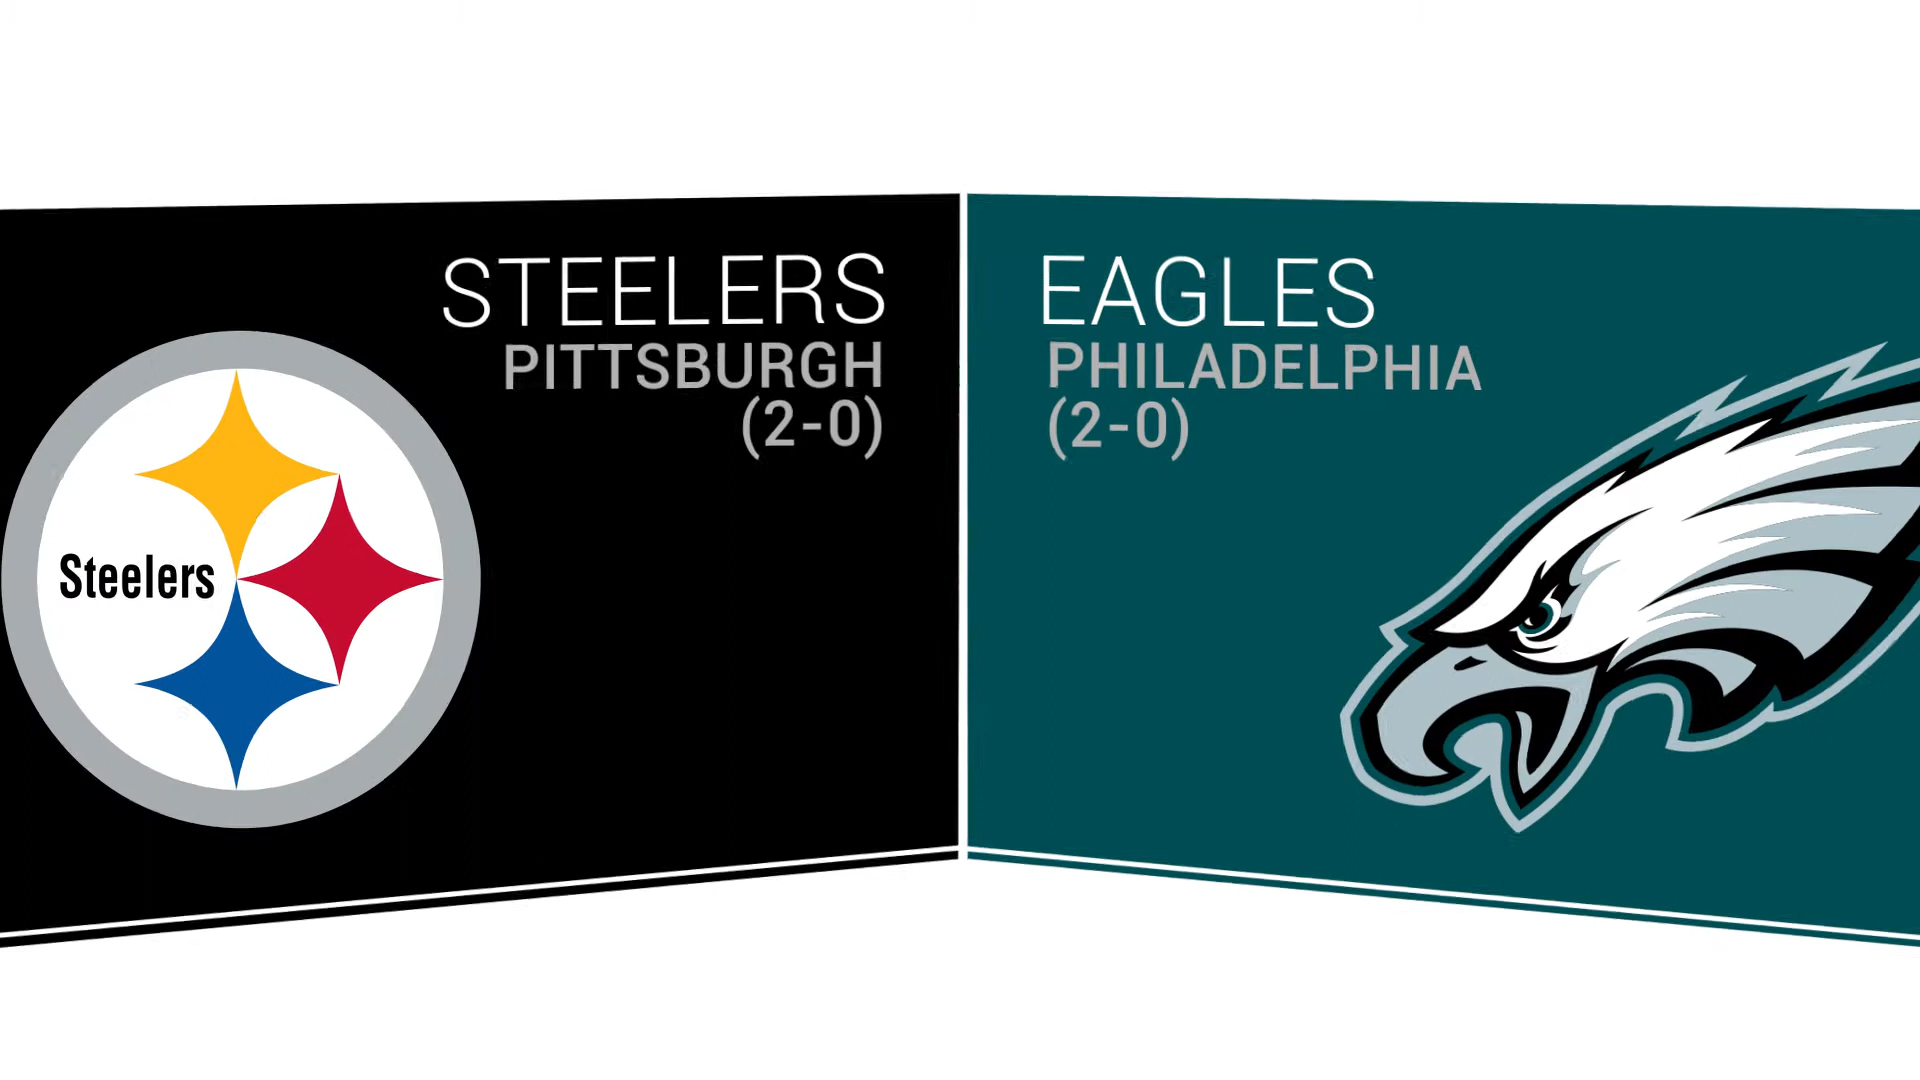 STEELERS
PITTSBURGH
(2-0)
Steelers
EAGLES
PHILADELPHIA
(2-0)